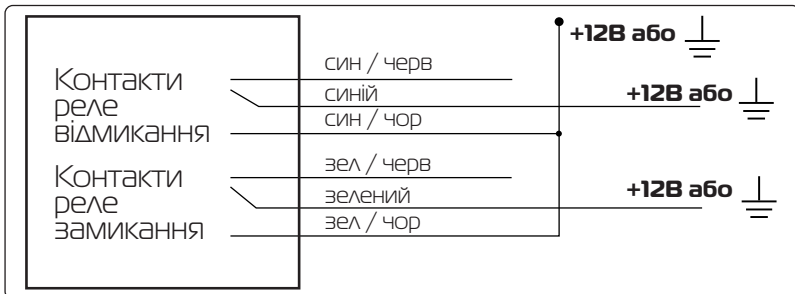 +12В або
Контакти
реле
відмикання
син / черв
синій
син / чор
+12В або
Контакти
реле
замикання
зел / черв
зелений
зел / чор
+12В або